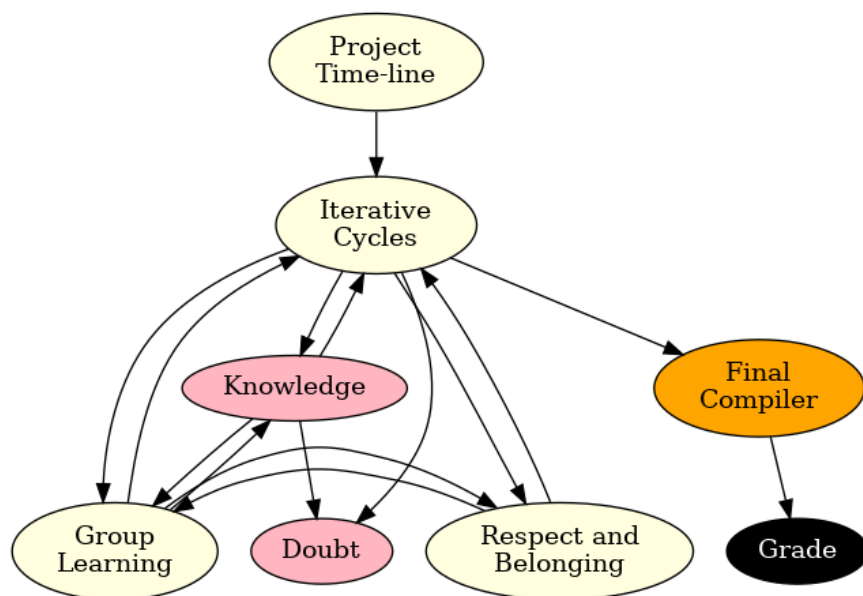 Project
Time-line
Iterative
Cycles
Knowledge
Final
Compiler
Group
Learning
Doubt
Respect and
Belonging
Grade